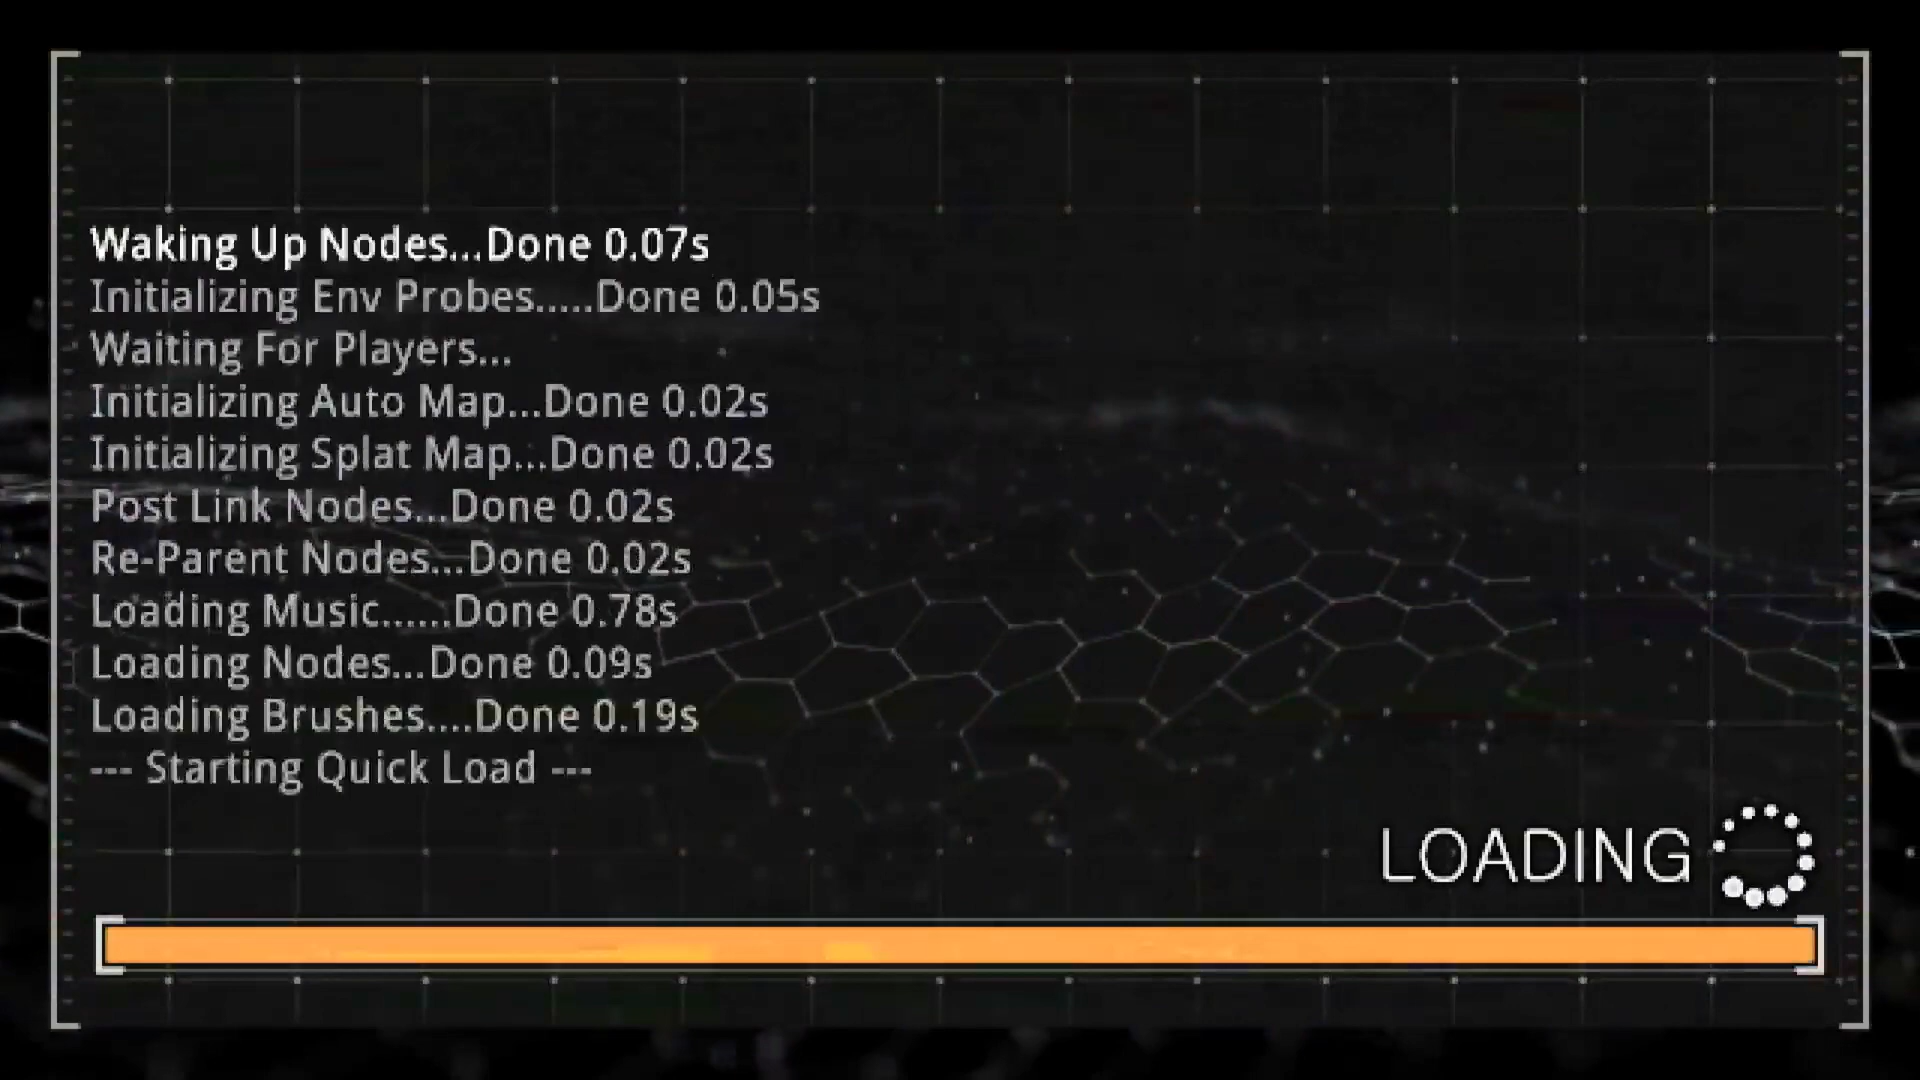 Waking Up Nodes...Done 0.07s
Initializing Env Probes.....Done 0.05s
Waiting For Players...
Initializing Auto Map...Done 0.02s
Initializing Splat Map...Done 0.02s
Post Link Nodes...Done 0.02s
Re-Parent Nodes...Done 0.02s
Loading Music......Done 0.78s
Loading Nodes...Done 0.09s
Loading Brushes....Done 0.19s
--- Starting Quick Load ---
LOADING